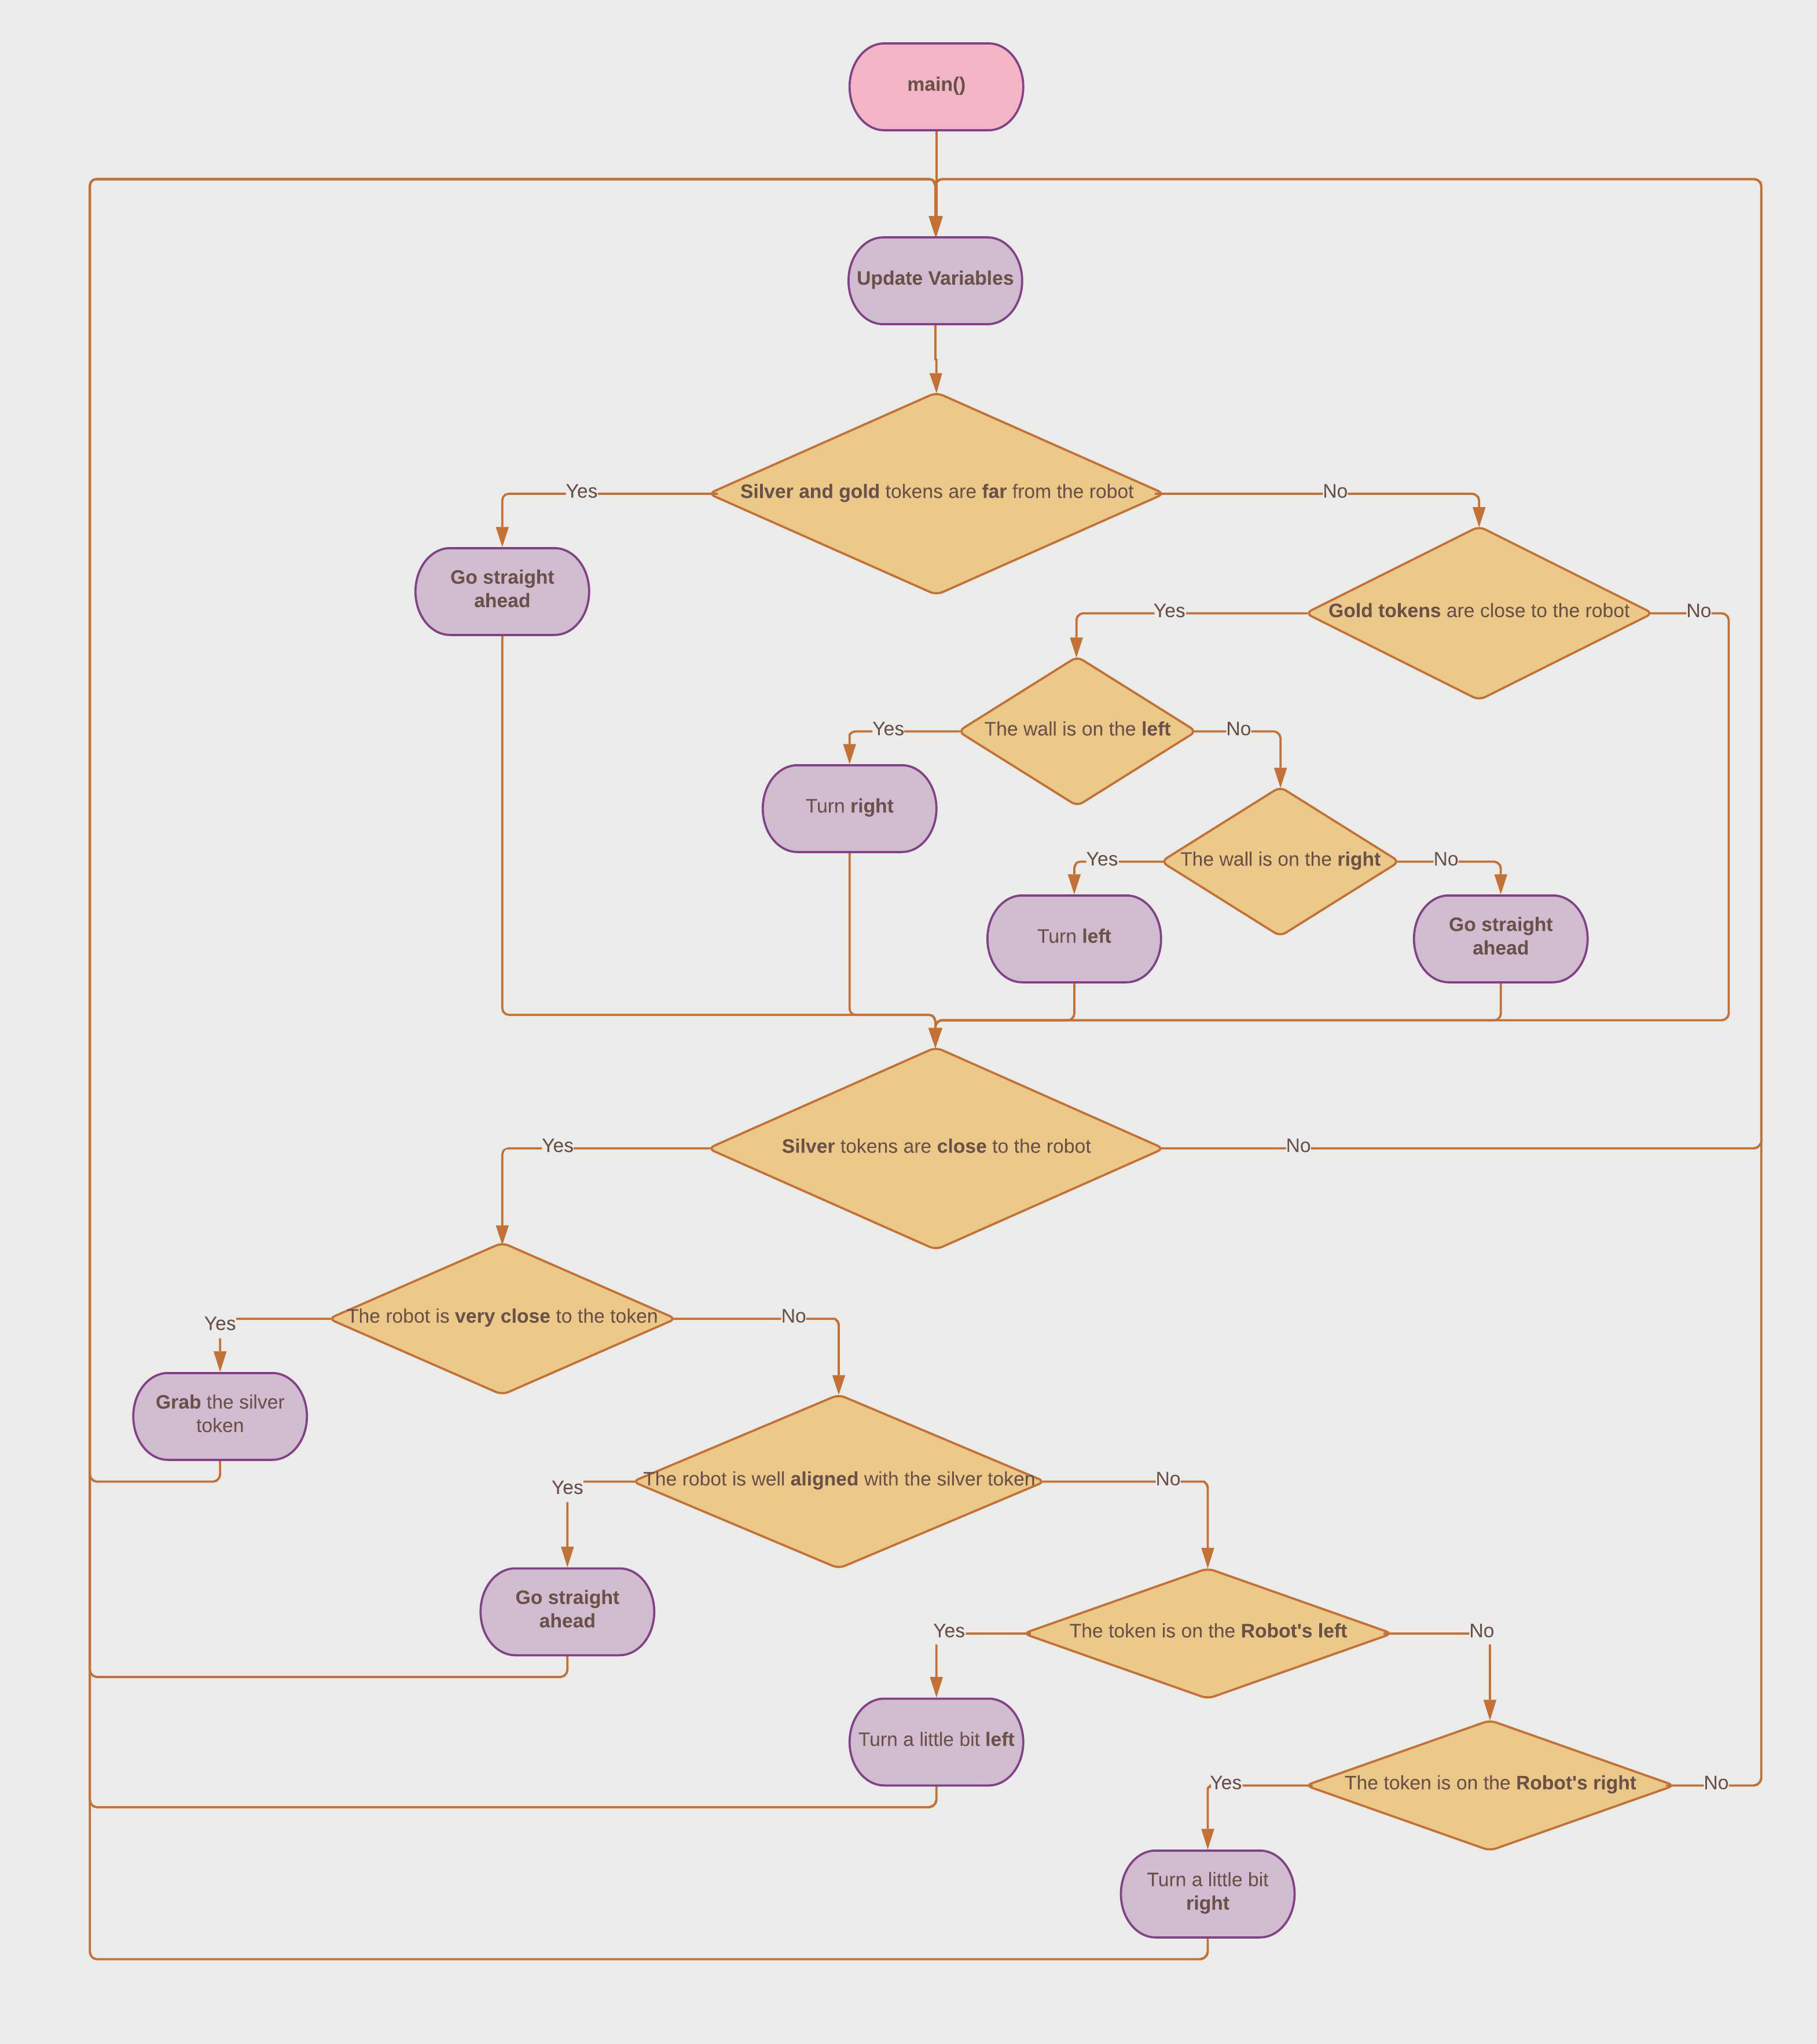 main()
Update Variables
Silver and gold tokens are far from the robot
Yes
No
Go straight
ahead
Gold tokens are close to the robot
Yes
No
The wall is on the left
Yes
No
Turn right
The wall is on the right
Yes
No
Turn left
Go straight
ahead
Silver tokens are close to the robot
Yes
No
The robot is very close to the token
Yes
No
Grab the silver
token
The robot is well aligned with the silver token
Yes
No
Go straight
ahead
The token is on the Robot's left
Yes
No
Turn a little bit left
The token is on the Robot's right
Yes
No
Turn a little bit
right